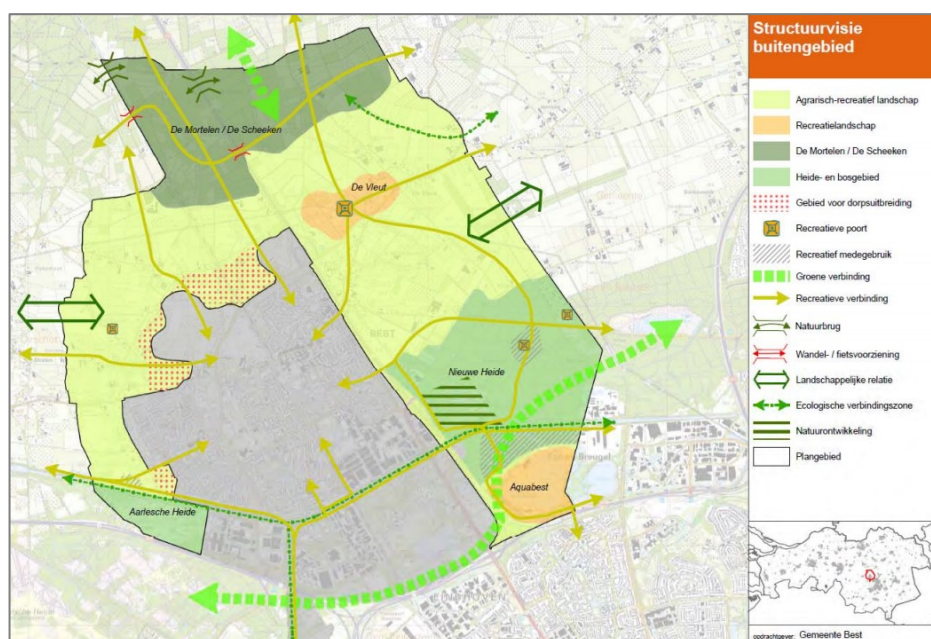 Structuurvisie
buitengebied
Agrarisch-recreatief landschap
Recreatielandschap
De Mortelen / De Scheeken
Heide- en bosgebied
Gebied voor dorpsuitbreiding
Recreatieve poort
Recreatief medegebruik
Groene verbinding
Recreatieve verbinding
Natuurbrug
Wandel- / fietsvoorziening
Landschappelijke relatie
Ecologische verbindingszone
Natuurontwikkeling
Plangebied
opdrachtgever: Gemeente Best
De Mortelen / De Scheeken
De Vleut
BEST
Nieuwe Heide
Aquabest
Aarlesche Heide
EINDHOVEN